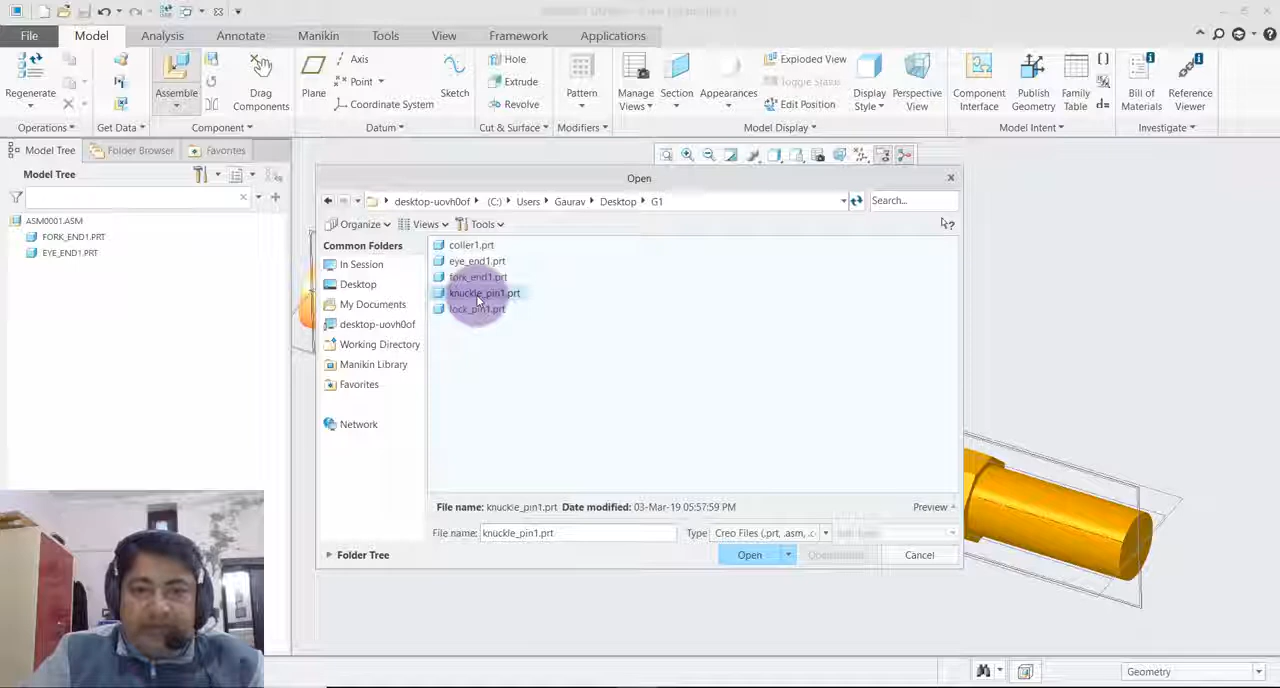 File
Model
Analysis
Annotate
Manikin
Tools
View
Framework
Applications
Regenerate
Operations
Get Data
Assemble
Drag
Components
Component
Plane
Axis
Point
Coordinate System
Sketch
Datum
Hole
Extrude
Revolve
Cut & Surface
Pattern
Modifiers
Manage
Views
Section
Appearances
Exploded View
Toggle Status
Edit Position
Display
Style
Perspective
View
Model Display
Component
Interface
Publish
Geometry
Family
Table
Model Intent
Bill of
Materials
Reference
Viewer
Investigate
Model Tree
Folder Browser
Favorites
Model Tree
ASM0001.ASM
FORK_END1.PRT
EYE_END1.PRT
Open
desktop-uovh0of
(C:)
Users
Gaurav
Desktop
G1
Search...
Organize
Views
Tools
Common Folders
In Session
Desktop
My Documents
desktop-uovh0of
Working Directory
Manikin Library
Favorites
Network
coller1.prt
eye_end1.prt
fork_end1.prt
knuckle_pin1.prt
lock_pin1.prt
File name: knuckle_pin1.prt Date modified: 03-Mar-19 05:57:59 PM
Preview
File name: knuckle_pin1.prt
Type Creo Files (.prt, .asm, .c
Folder Tree
Open
Cancel
Geometry